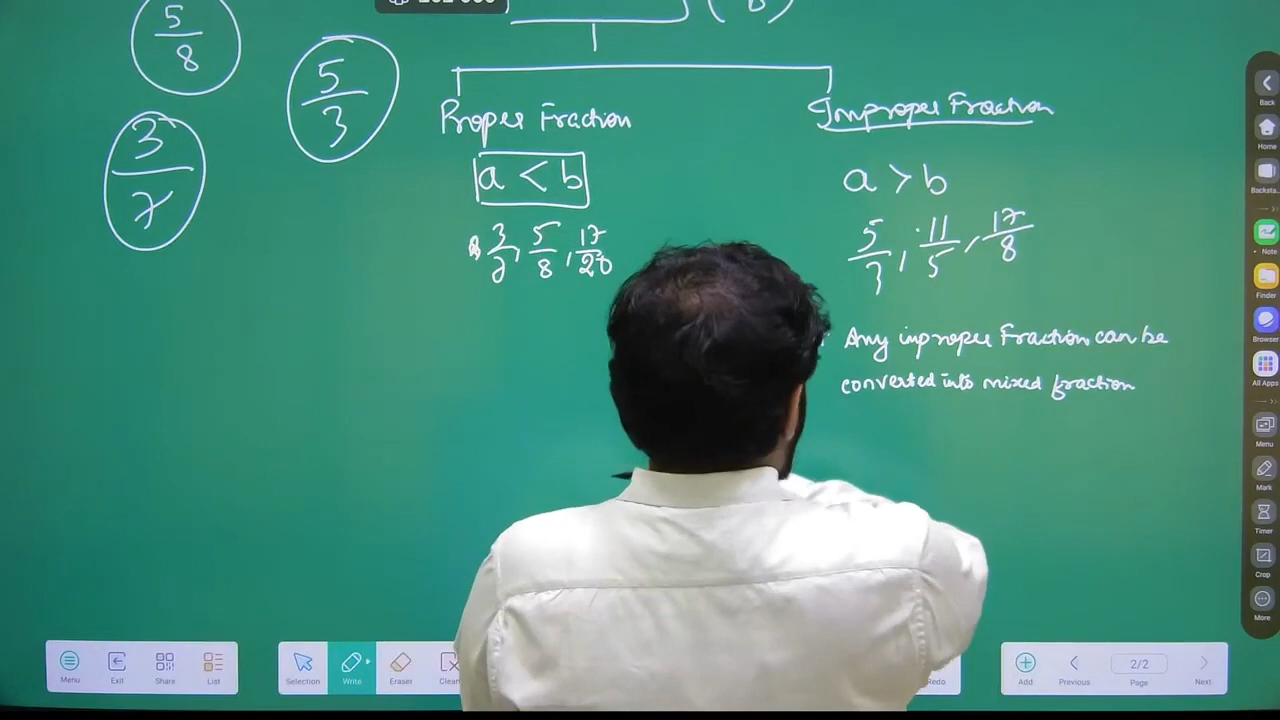 5/8
5/3
3/7
Proper Fraction
Improper Fraction
a < b
a > b
5/8, 17/20
5/3, 11/5, 17/8
Any improper Fraction can be
converted into mixed fraction
Back
Home
Note
Finder
Browser
All Apps
Menu
Mark
Timer
Crop
More
Menu
Exit
Share
List
Selection
Write
Eraser
Redo
Add
Previous
2/2
Page
Next